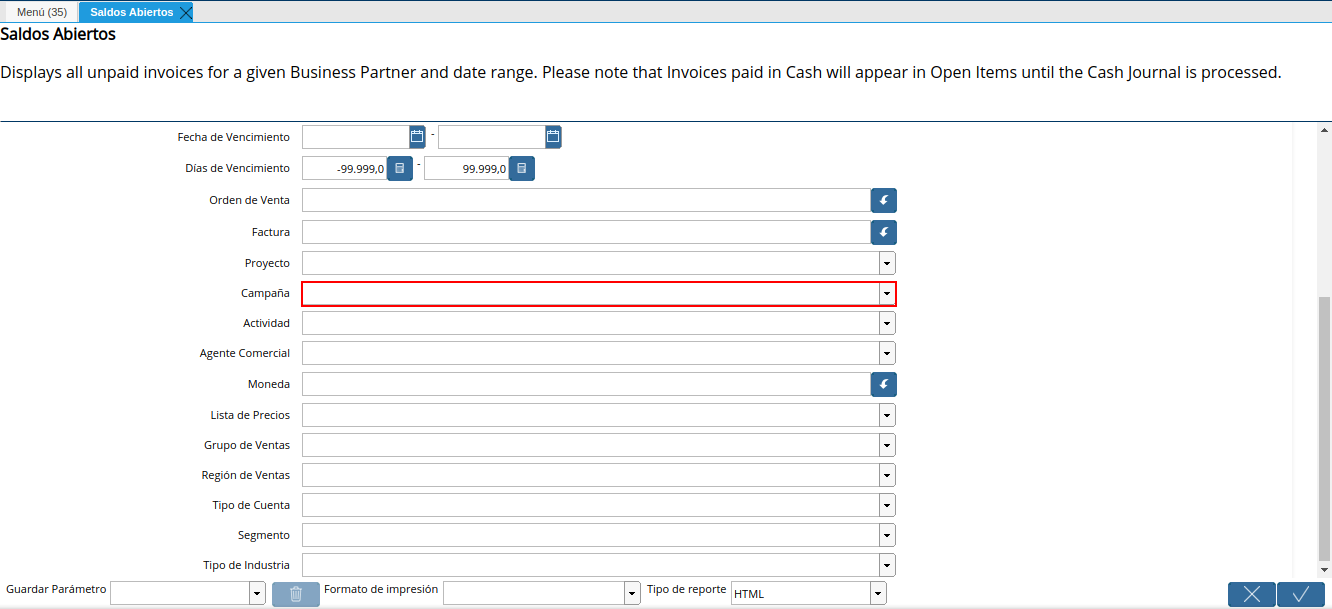 Menú (35) Saldos Abiertos
Saldos Abiertos
Displays all unpaid invoices for a given Business Partner and date range. Please note that Invoices paid in Cash will appear in Open Items until the Cash Journal is processed.
Fecha de Vencimiento -
Días de Vencimiento -99.999,0 - 99.999,0
Orden de Venta
Factura
Proyecto
Campaña
Actividad
Agente Comercial
Moneda
Lista de Precios
Grupo de Ventas
Región de Ventas
Tipo de Cuenta
Segmento
Tipo de Industria
Guardar Parámetro Formato de impresión Tipo de reporte HTML